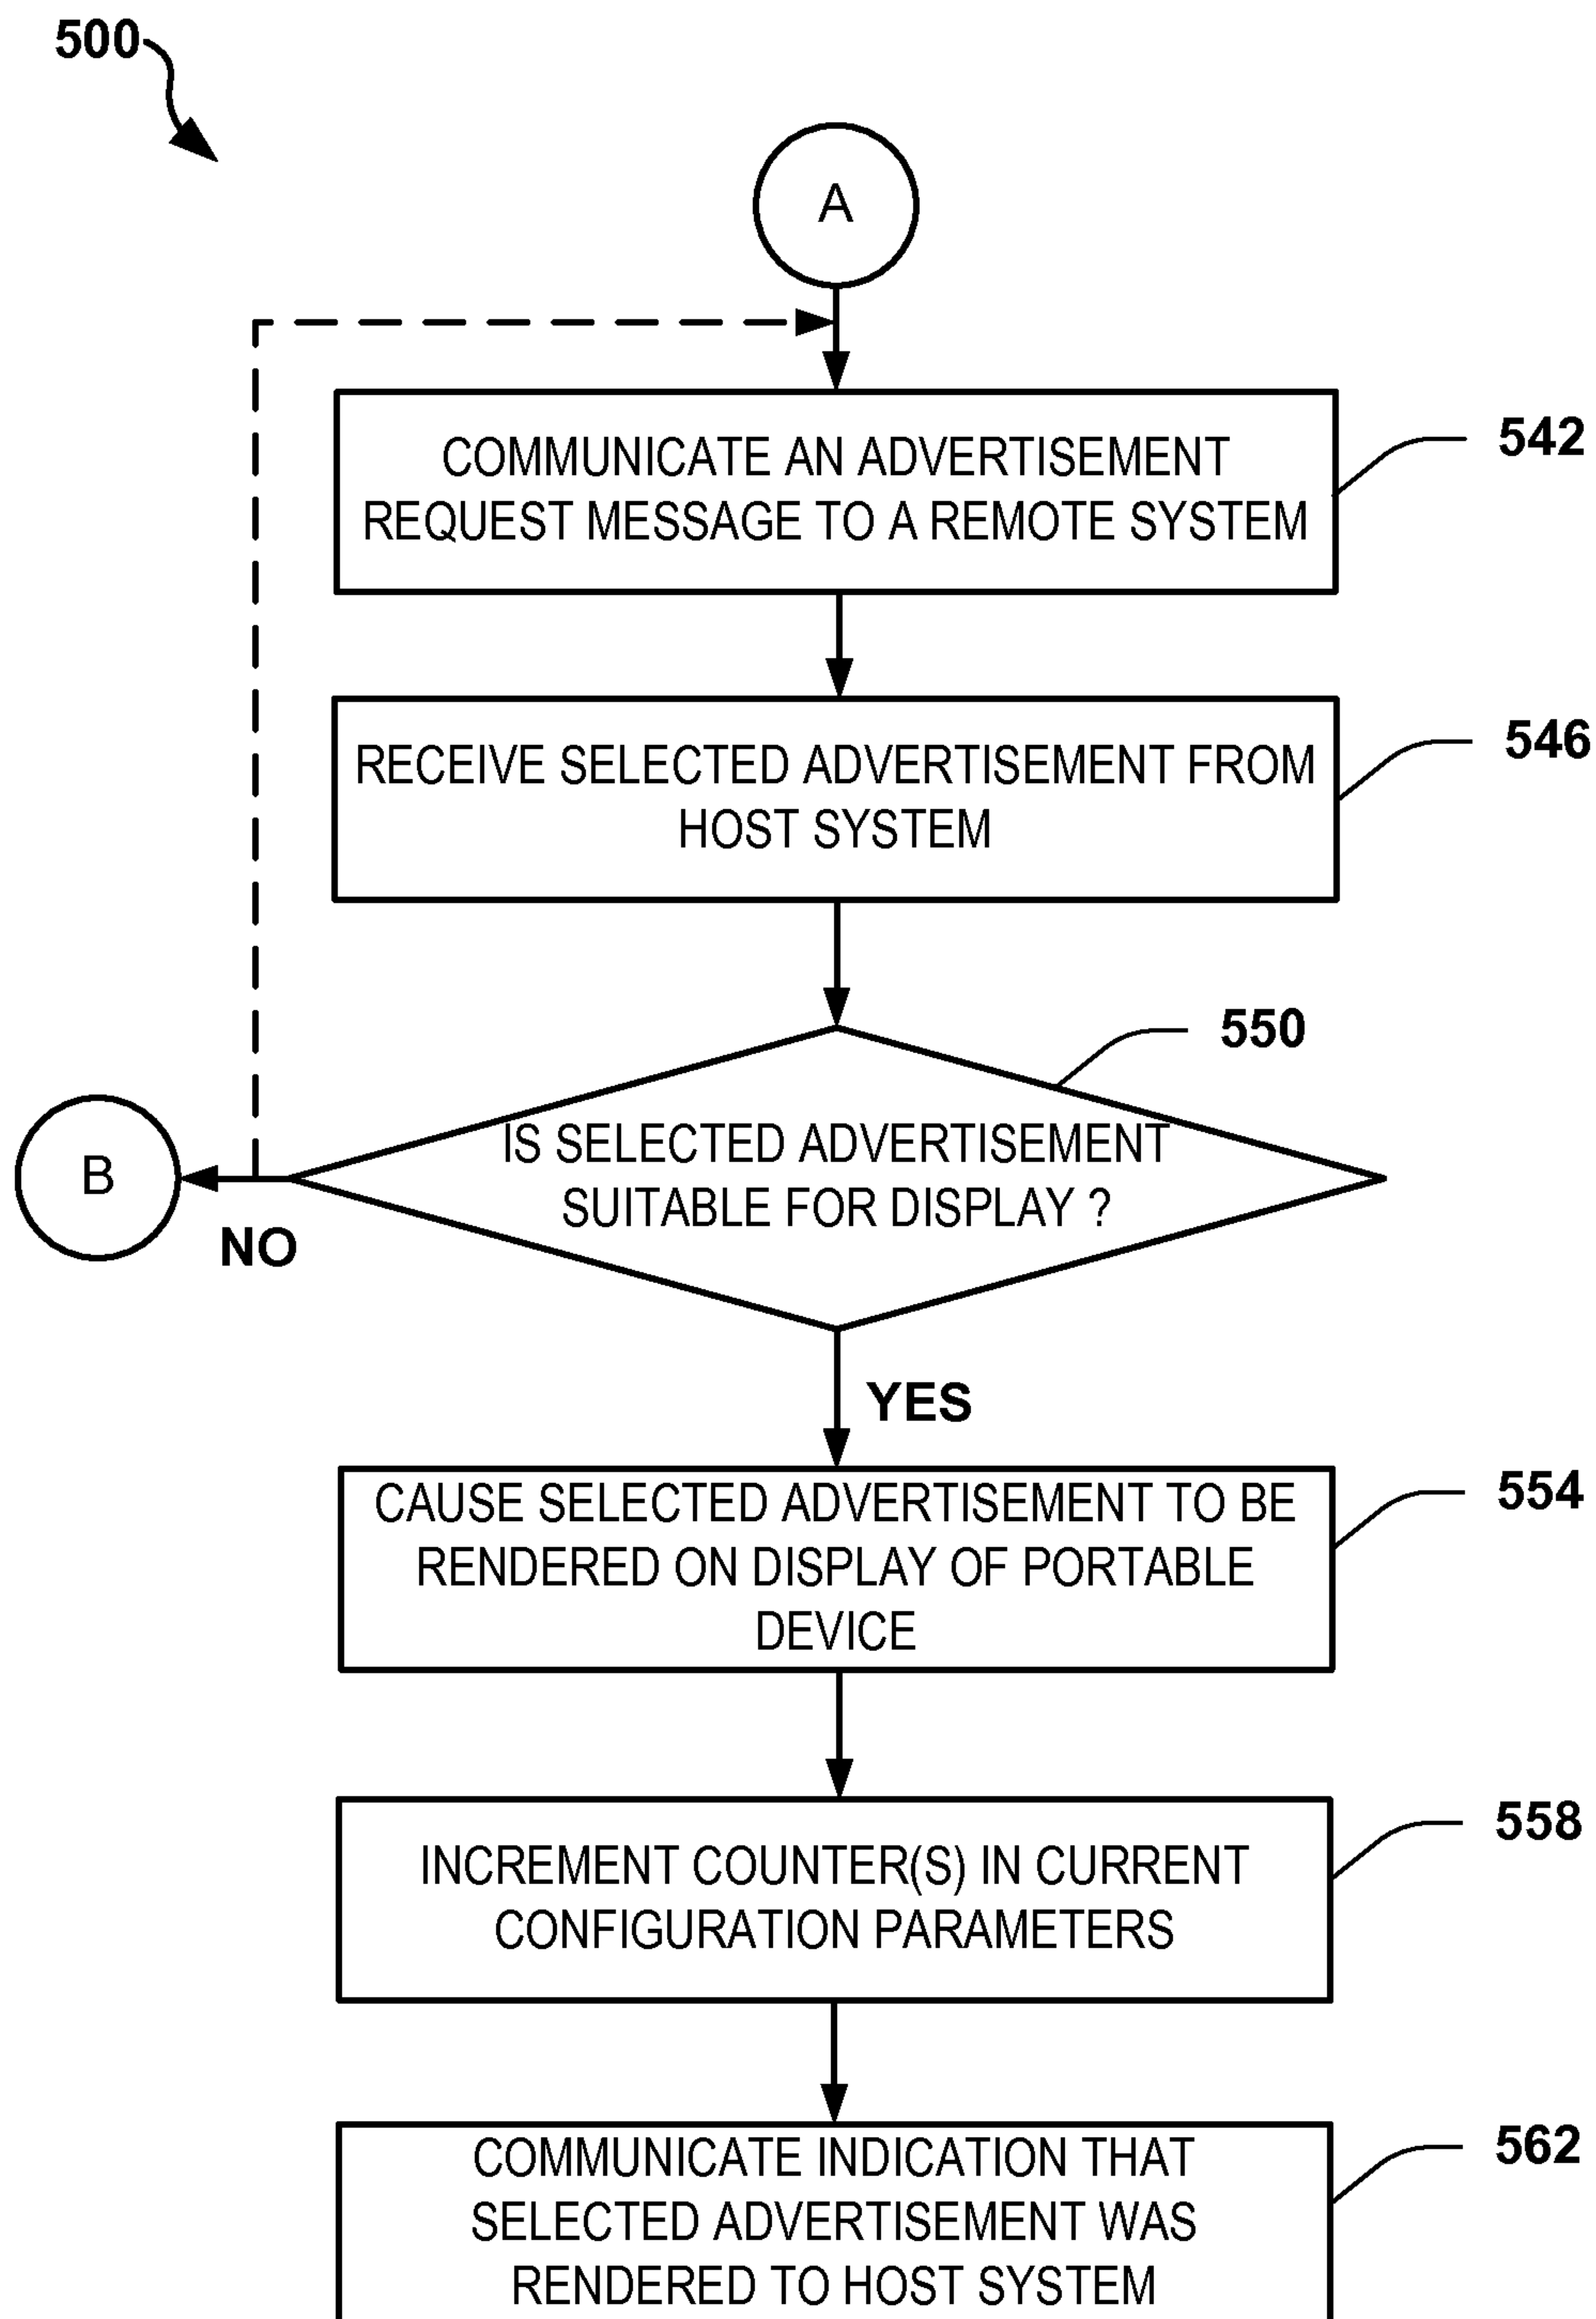 500
A
COMMUNICATE AN ADVERTISEMENT
REQUEST MESSAGE TO A REMOTE SYSTEM
542
RECEIVE SELECTED ADVERTISEMENT FROM
HOST SYSTEM
546
550
IS SELECTED ADVERTISEMENT
SUITABLE FOR DISPLAY ?
B
NO
YES
CAUSE SELECTED ADVERTISEMENT TO BE
RENDERED ON DISPLAY OF PORTABLE
DEVICE
554
INCREMENT COUNTER(S) IN CURRENT
CONFIGURATION PARAMETERS
558
COMMUNICATE INDICATION THAT
SELECTED ADVERTISEMENT WAS
RENDERED TO HOST SYSTEM
562